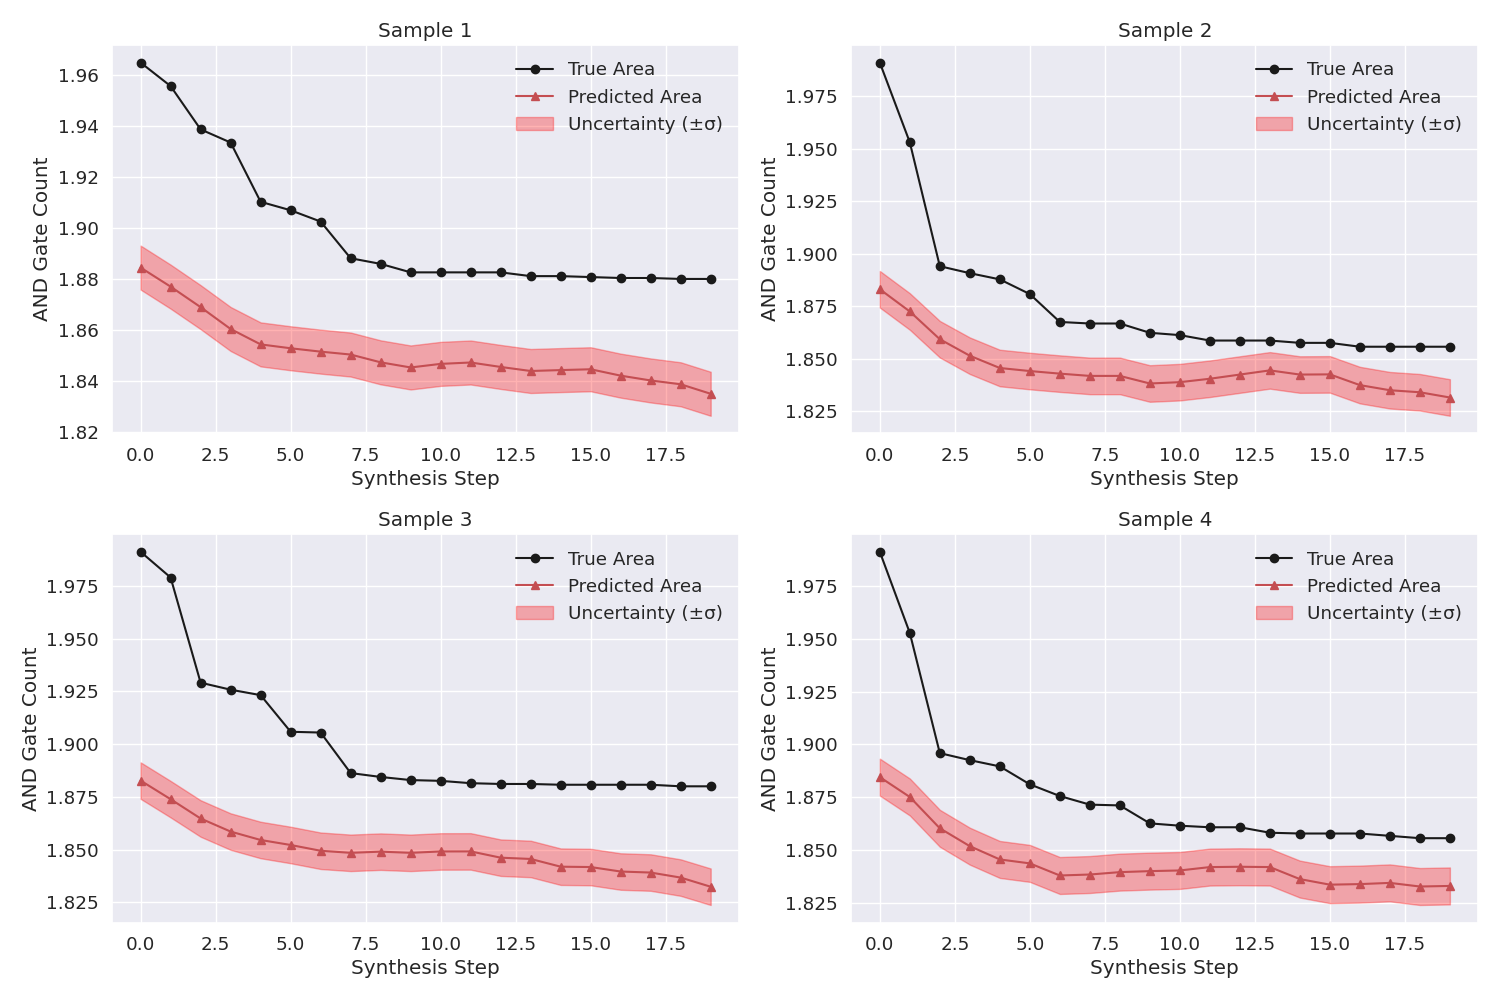 Sample 1
True Area
Predicted Area
Uncertainty (±σ)
AND Gate Count
1.96
1.94
1.92
1.90
1.88
1.86
1.84
1.82
0.0 2.5 5.0 7.5 10.0 12.5 15.0 17.5
Synthesis Step
Sample 2
True Area
Predicted Area
Uncertainty (±σ)
AND Gate Count
1.975
1.950
1.925
1.900
1.875
1.850
1.825
0.0 2.5 5.0 7.5 10.0 12.5 15.0 17.5
Synthesis Step
Sample 3
True Area
Predicted Area
Uncertainty (±σ)
AND Gate Count
1.975
1.950
1.925
1.900
1.875
1.850
1.825
0.0 2.5 5.0 7.5 10.0 12.5 15.0 17.5
Synthesis Step
Sample 4
True Area
Predicted Area
Uncertainty (±σ)
AND Gate Count
1.975
1.950
1.925
1.900
1.875
1.850
1.825
0.0 2.5 5.0 7.5 10.0 12.5 15.0 17.5
Synthesis Step